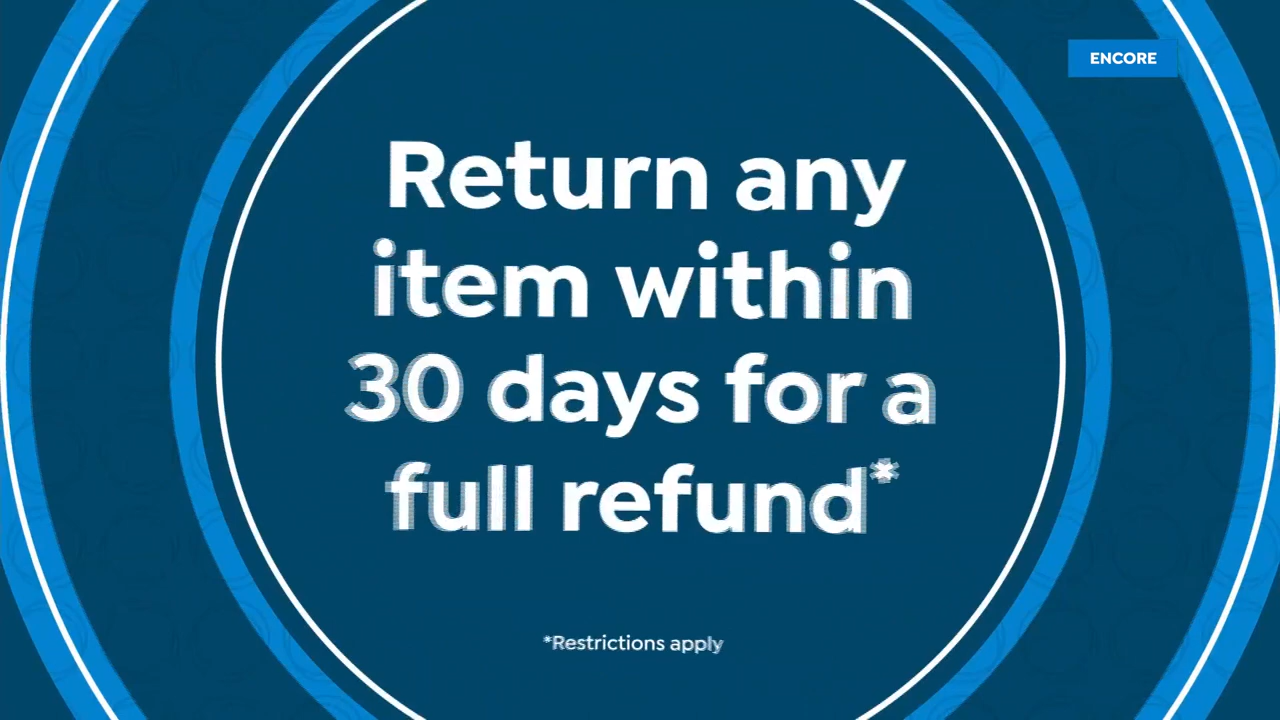 ENCORE
Return any
item within
30 days for a
full refund*
*Restrictions apply